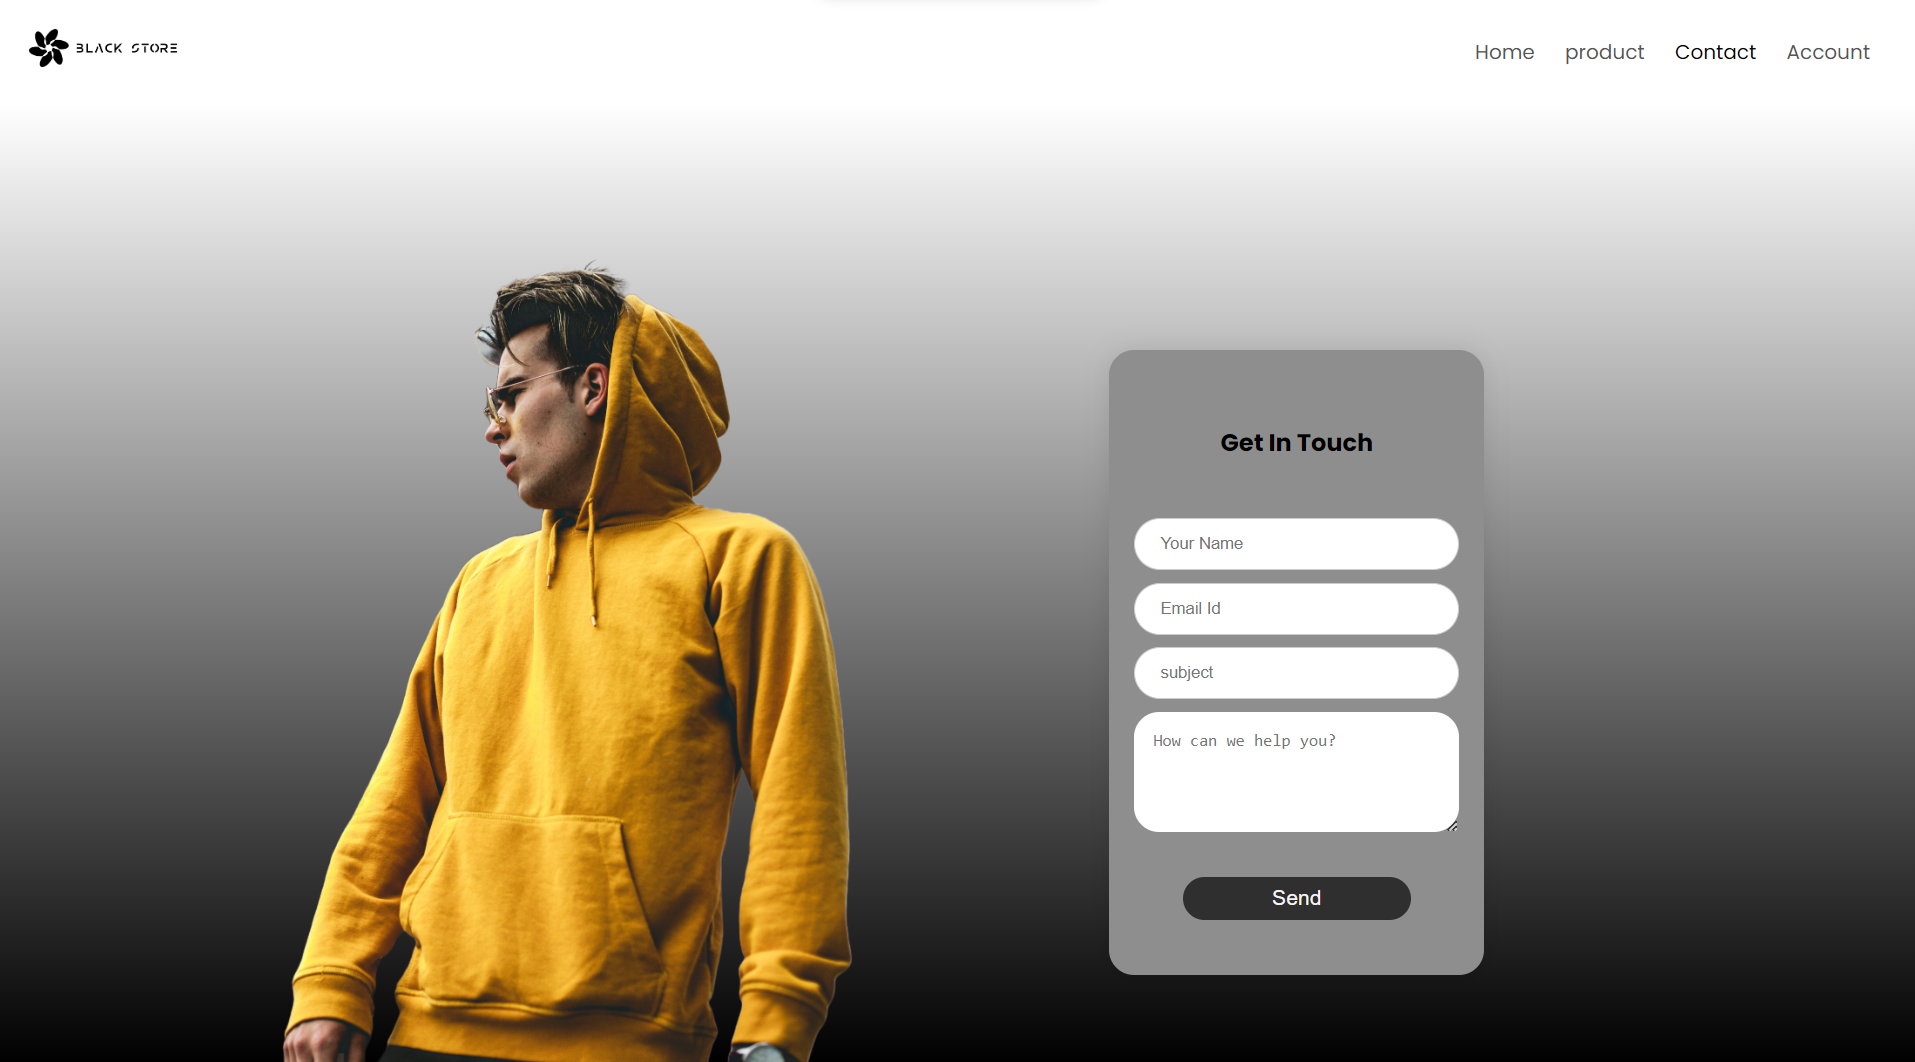 BLACK STORE
Home product Contact Account
Get In Touch
Your Name
Email Id
subject
How can we help you?
Send